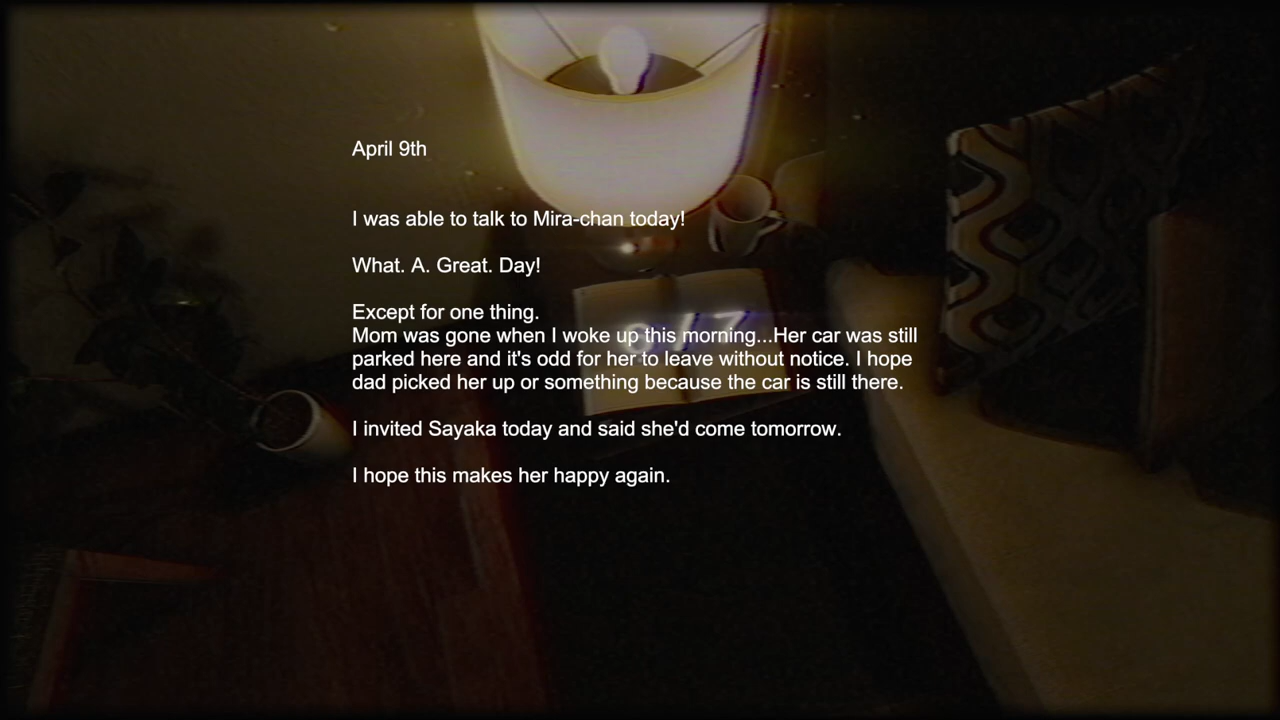 April 9th
I was able to talk to Mira-chan today!
What. A. Great. Day!
Except for one thing.
Mom was gone when I woke up this morning...Her car was still
parked here and it's odd for her to leave without notice. I hope
dad picked her up or something because the car is still there.
I invited Sayaka today and said she'd come tomorrow.
I hope this makes her happy again.